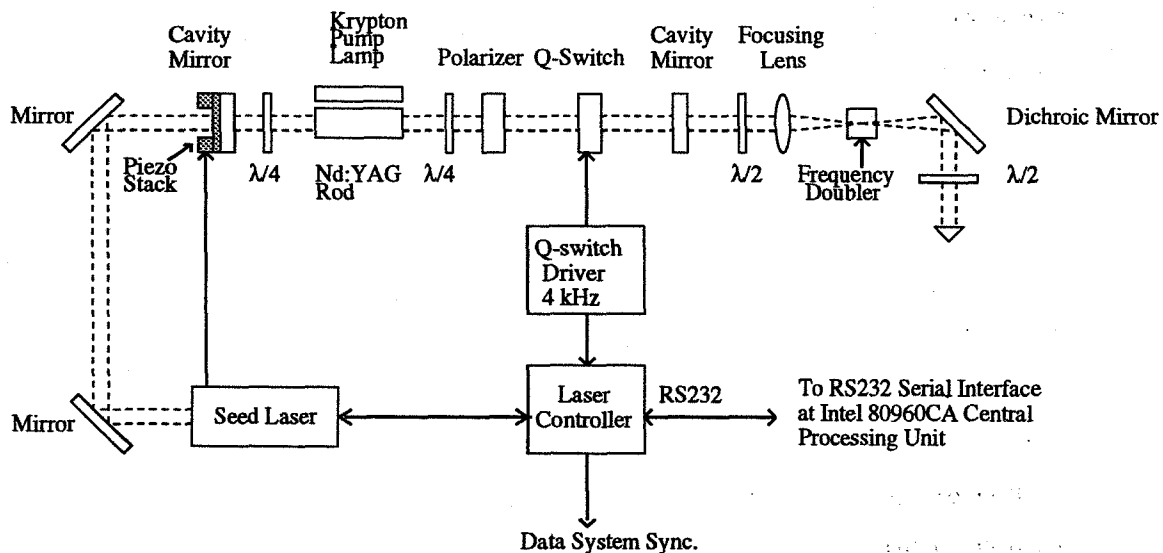 Krypton
Pump
Lamp
Cavity
Mirror
Polarizer
Q-Switch
Cavity
Mirror
Focusing
Lens
Mirror
Dichroic Mirror
Piezo
Stack
λ/4
Nd:YAG
Rod
λ/4
λ/2
Frequency
Doubler
λ/2
Q-switch
Driver
4 kHz
Mirror
Seed Laser
Laser
Controller
RS232
To RS232 Serial Interface
at Intel 80960CA Central
Processing Unit
Data System Sync.